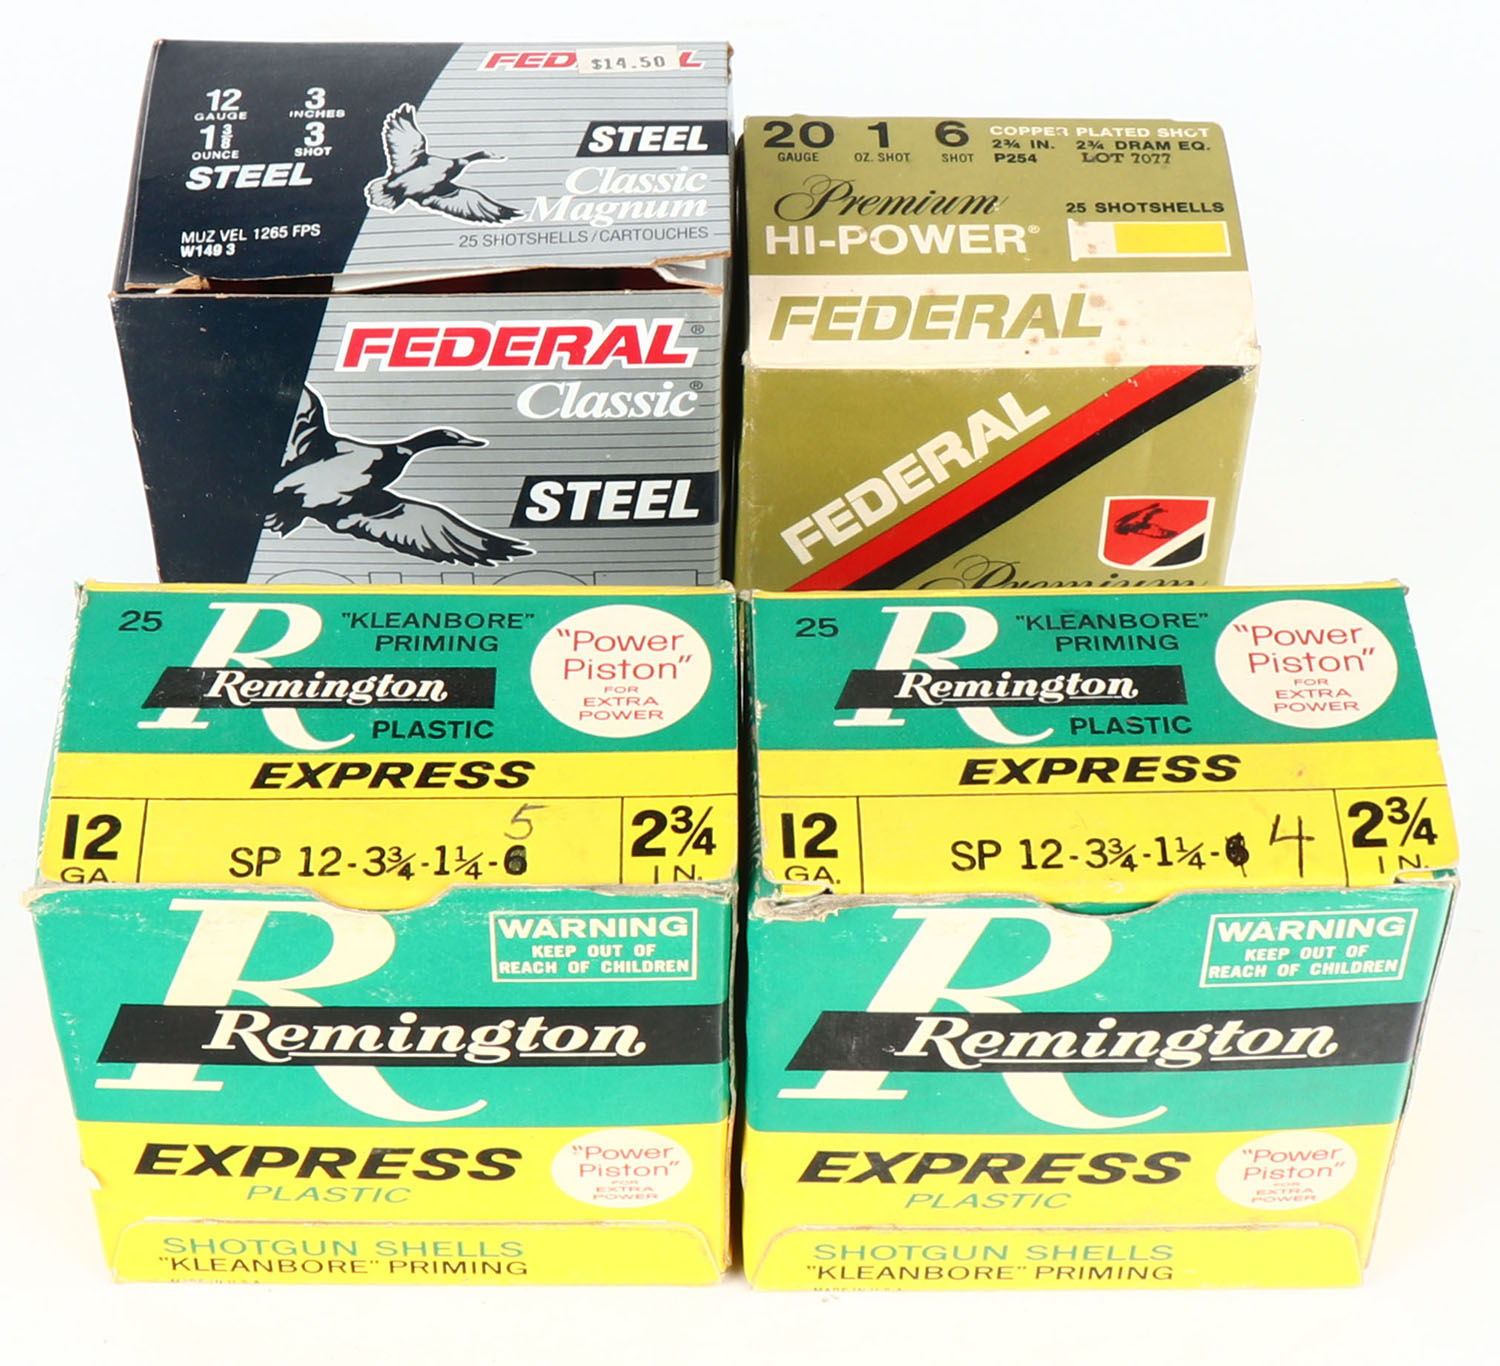 12 GAUGE 3 INCHES
1 3/8 OUNCE 3 SHOT
STEEL
MUZ VEL 1265 FPS
W149 3
FED L
$14.50
STEEL
Classic
Magnum
25 SHOTSHELLS/CARTOUCHES
FEDERAL®
Classic®
STEEL
20 GAUGE 1 OZ. SHOT 6 SHOT
COPPER PLATED SHOT
2¾ IN. 2¾ DRAM EQ.
P254 LOT 7077
Premium
HI-POWER®
25 SHOTSHELLS
FEDERAL
FEDERAL
Premium
25
R
"KLEANBORE"
PRIMING
Remington
PLASTIC
"Power
Piston"
FOR
EXTRA
POWER
EXPRESS
12 GA.
5
SP 12-3¾-1¼-6
2¾ IN.
R
WARNING
KEEP OUT OF
REACH OF CHILDREN
Remington
EXPRESS
PLASTIC
"Power
Piston"
FOR
EXTRA
POWER
SHOTGUN SHELLS
"KLEANBORE" PRIMING
25
R
"KLEANBORE"
PRIMING
Remington
PLASTIC
"Power
Piston"
FOR
EXTRA
POWER
EXPRESS
12 GA.
SP 12-3¾-1¼- 4
2¾ IN.
R
WARNING
KEEP OUT OF
REACH OF CHILDREN
Remington
EXPRESS
PLASTIC
"Power
Piston"
FOR
EXTRA
POWER
SHOTGUN SHELLS
"KLEANBORE" PRIMING